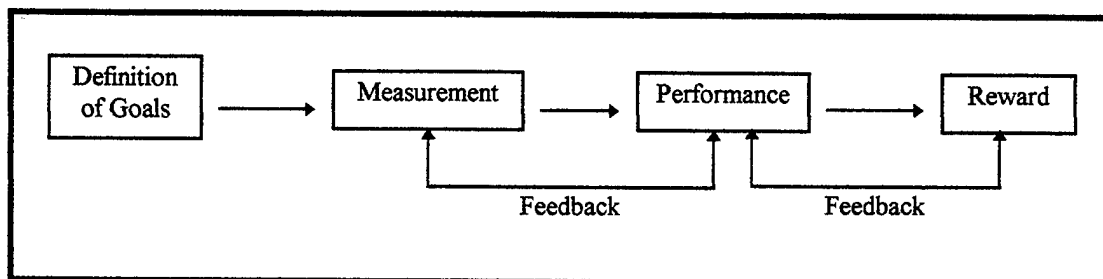 Definition
of Goals
Measurement
Performance
Reward
Feedback
Feedback